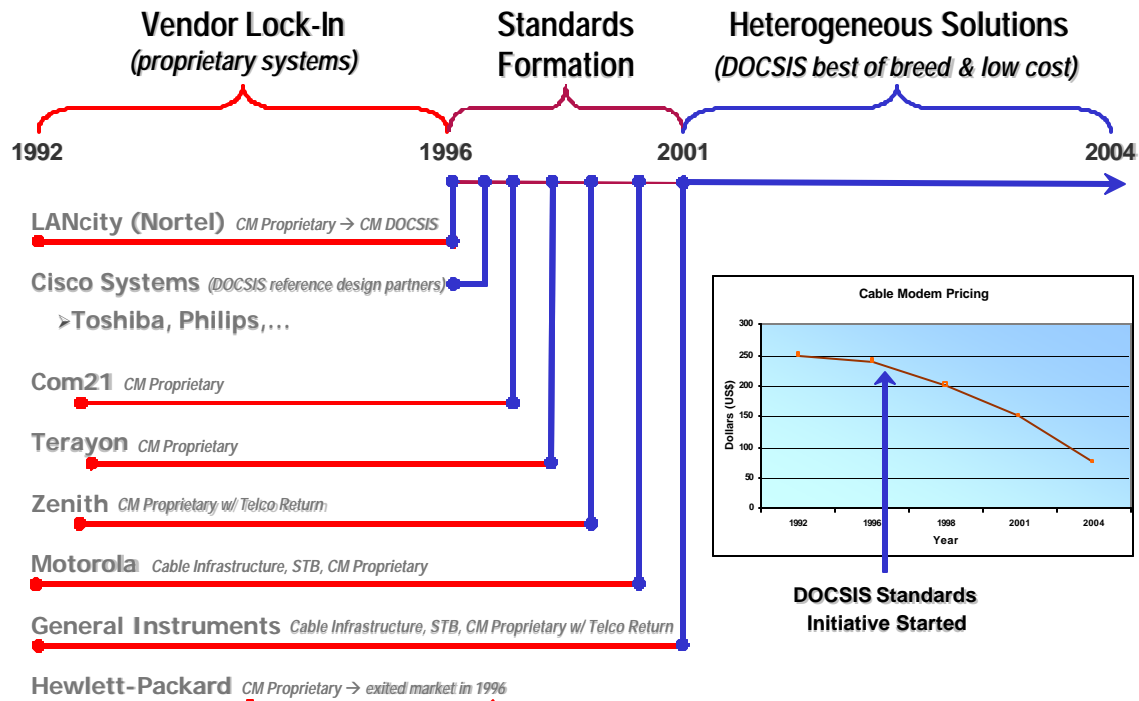 Vendor Lock-In
(proprietary systems)
Standards
Formation
Heterogeneous Solutions
(DOCSIS best of breed & low cost)
1992
1996
2001
2004
LANcity (Nortel) CM Proprietary → CM DOCSIS
Cisco Systems (DOCSIS reference design partners)
➢Toshiba, Philips,...
Com21 CM Proprietary
Terayon CM Proprietary
Zenith CM Proprietary w/ Telco Return
Motorola Cable Infrastructure, STB, CM Proprietary
General Instruments Cable Infrastructure, STB, CM Proprietary w/ Telco Return
Hewlett-Packard CM Proprietary → exited market in 1996
Cable Modem Pricing
Dollars (US$)
300
250
200
150
100
50
0
1992 1996 1998 2001 2004
Year
DOCSIS Standards
Initiative Started